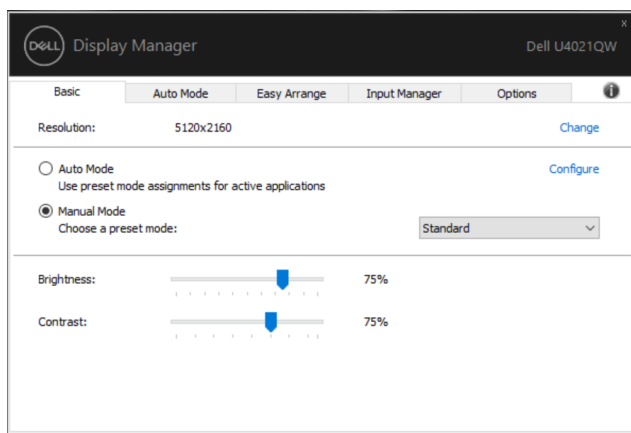 DELL Display Manager Dell U4021QW x
Basic Auto Mode Easy Arrange Input Manager Options i
Resolution: 5120x2160 Change
Auto Mode Configure
Use preset mode assignments for active applications
Manual Mode
Choose a preset mode: Standard
Brightness: 75%
Contrast: 75%